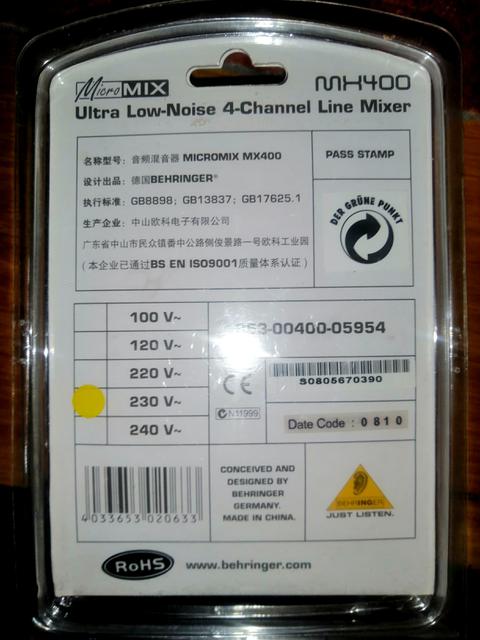 MicroMIX MX400
Ultra Low-Noise 4-Channel Line Mixer
名称型号: 音频混音器 MICROMIX MX400
设计出品: 德国BEHRINGER®
执行标准: GB8898; GB13837; GB17625.1
生产企业: 中山欧科电子有限公司
广东省中山市民众镇番中公路侧俊景路一号欧科工业园
(本企业已通过BS EN ISO9001质量体系认证)
PASS STAMP
DER GRÜNE PUNKT
100 V~
120 V~
220 V~
230 V~
240 V~
53-00400-05954
CE
N11999
S0805670390
Date Code : 0810
4033653 020633
CONCEIVED AND
DESIGNED BY
BEHRINGER
GERMANY.
MADE IN CHINA.
BEHRINGER
JUST LISTEN.
RoHS
www.behringer.com